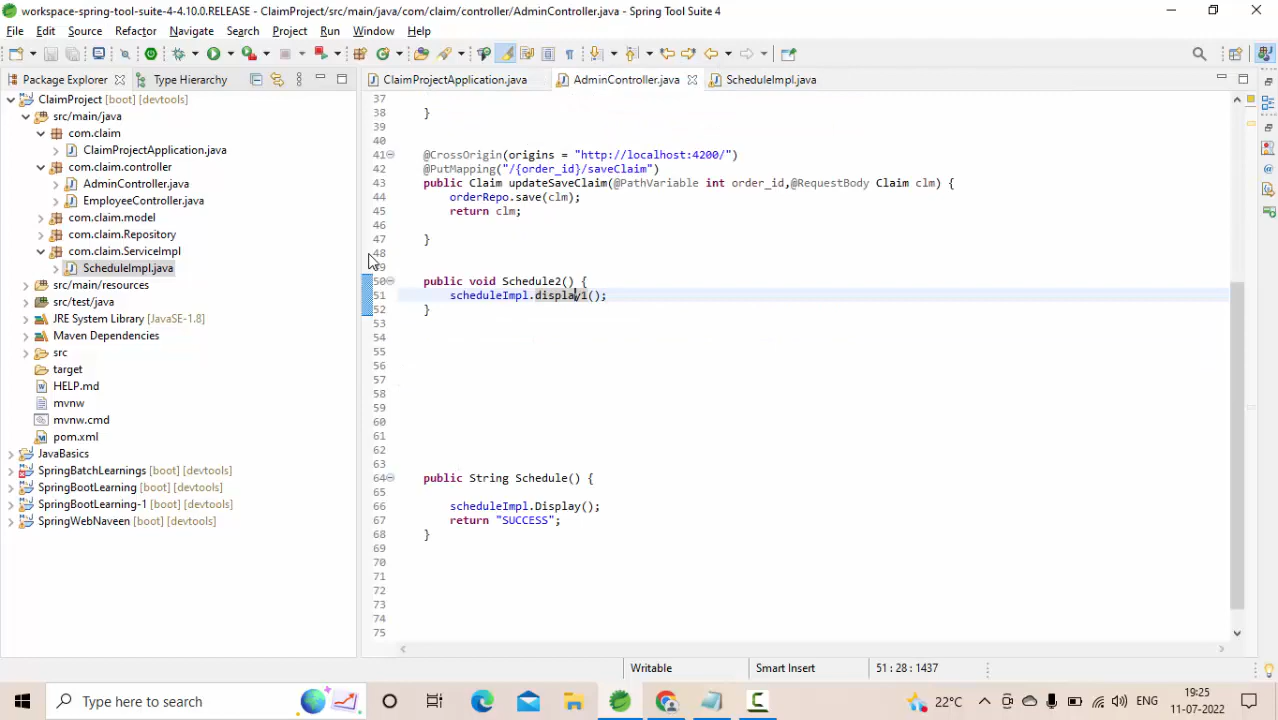 workspace-spring-tool-suite-4-4.10.0.RELEASE - ClaimProject/src/main/java/com/claim/controller/AdminController.java - Spring Tool Suite 4
File Edit Source Refactor Navigate Search Project Run Window Help
Package Explorer Type Hierarchy
ClaimProjectApplication.java AdminController.java ScheduleImpl.java
ClaimProject [boot] [devtools]
src/main/java
com.claim
ClaimProjectApplication.java
com.claim.controller
AdminController.java
EmployeeController.java
com.claim.model
com.claim.Repository
com.claim.ServiceImpl
ScheduleImpl.java
src/main/resources
src/test/java
JRE System Library [JavaSE-1.8]
Maven Dependencies
src
target
HELP.md
mvnw
mvnw.cmd
pom.xml
JavaBasics
SpringBatchLearnings [boot] [devtools]
SpringBootLearning [boot] [devtools]
SpringBootLearning-1 [boot] [devtools]
SpringWebNaveen [boot] [devtools]
37
38 }
39
40
41 @CrossOrigin(origins = "http://localhost:4200/")
42 @PutMapping("/{order_id}/saveClaim")
43 public Claim updateSaveClaim(@PathVariable int order_id,@RequestBody Claim clm) {
44 orderRepo.save(clm);
45 return clm;
46
47 }
48
49
50 public void Schedule2() {
51 scheduleImpl.display1();
52 }
53
54
55
56
57
58
59
60
61
62
63
64 public String Schedule() {
65
66 scheduleImpl.Display();
67 return "SUCCESS";
68 }
69
70
71
72
73
74
75
Writable Smart Insert 51 : 28 : 1437
Type here to search
22°C ENG 19:25 11-07-2022